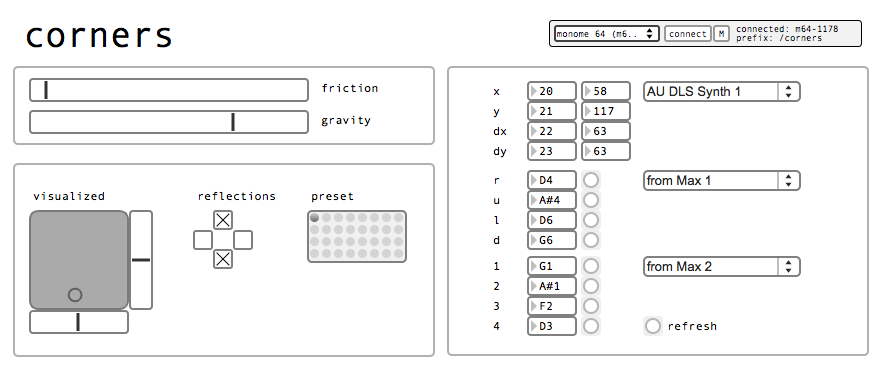 corners
monome 64 (m6..
connect
M
connected: m64-1178
prefix: /corners
friction
gravity
visualized
reflections
preset
x 20 58 AU DLS Synth 1
y 21 117
dx 22 63
dy 23 63
r D4 from Max 1
u A#4
l D6
d G6
1 G1 from Max 2
2 A#1
3 F2
4 D3 refresh